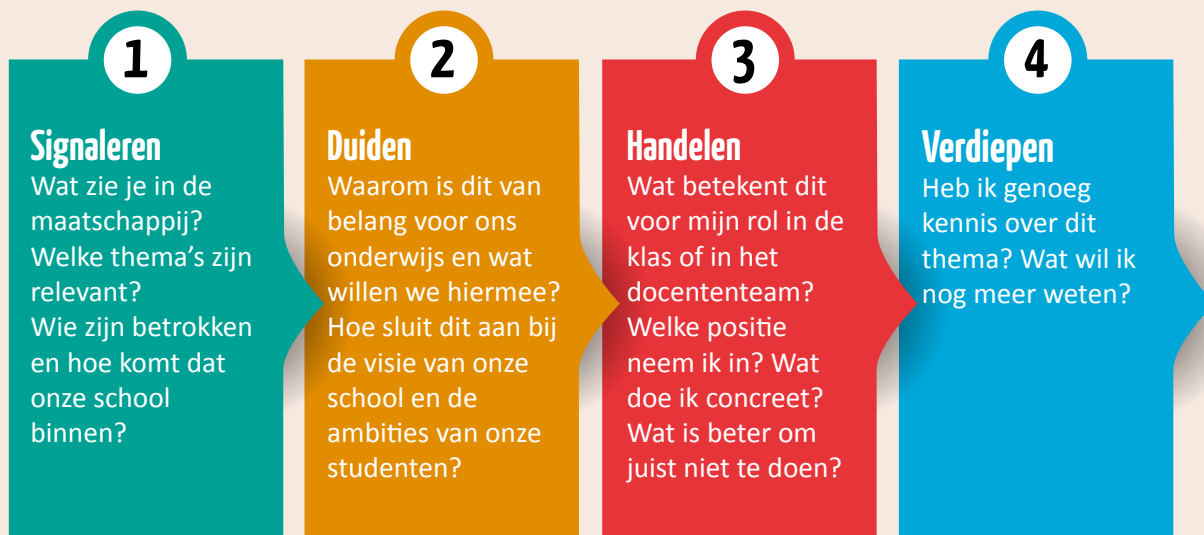 1
Signaleren
Wat zie je in de
maatschappij?
Welke thema's zijn
relevant?
Wie zijn betrokken
en hoe komt dat
onze school
binnen?
2
Duiden
Waarom is dit van
belang voor ons
onderwijs en wat
willen we hiermee?
Hoe sluit dit aan bij
de visie van onze
school en de
ambities van onze
studenten?
3
Handelen
Wat betekent dit
voor mijn rol in de
klas of in het
docententeam?
Welke positie
neem ik in? Wat
doe ik concreet?
Wat is beter om
juist niet te doen?
4
Verdiepen
Heb ik genoeg
kennis over dit
thema? Wat wil ik
nog meer weten?